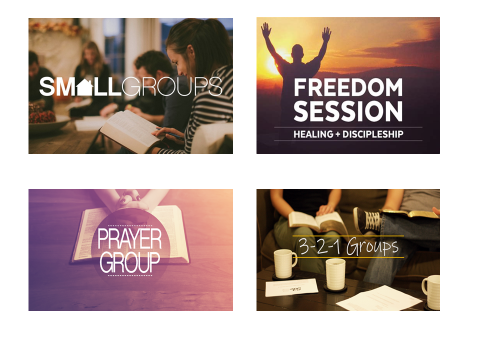 SMALLGROUPS
FREEDOM
SESSION
HEALING + DISCIPLESHIP
PRAYER
GROUP
3-2-1 Groups